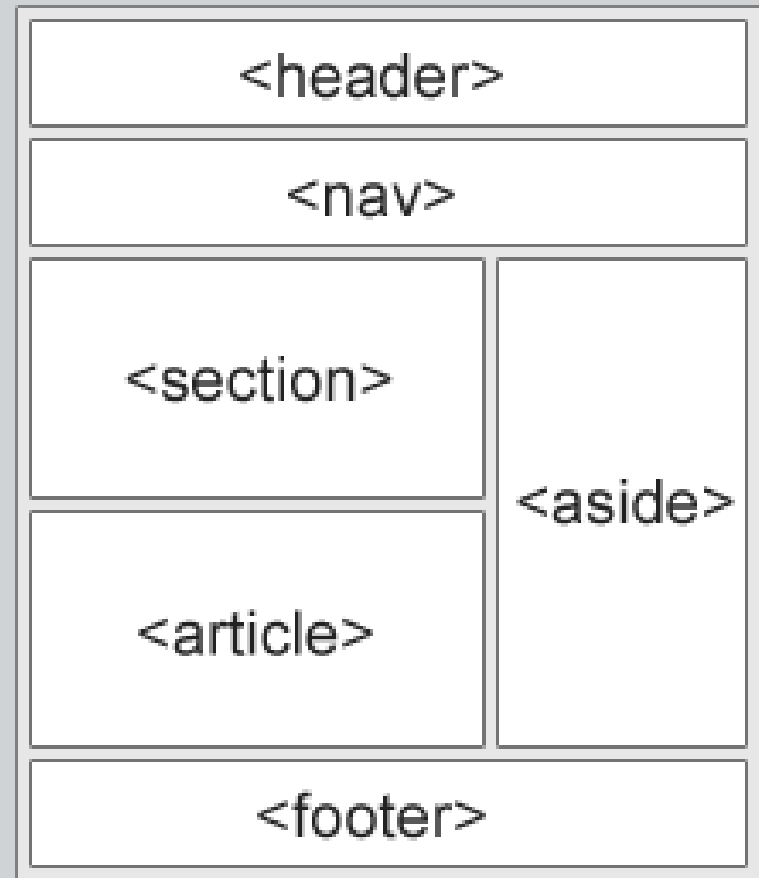 <header>
<nav>
<section>
<aside>
<article>
<footer>